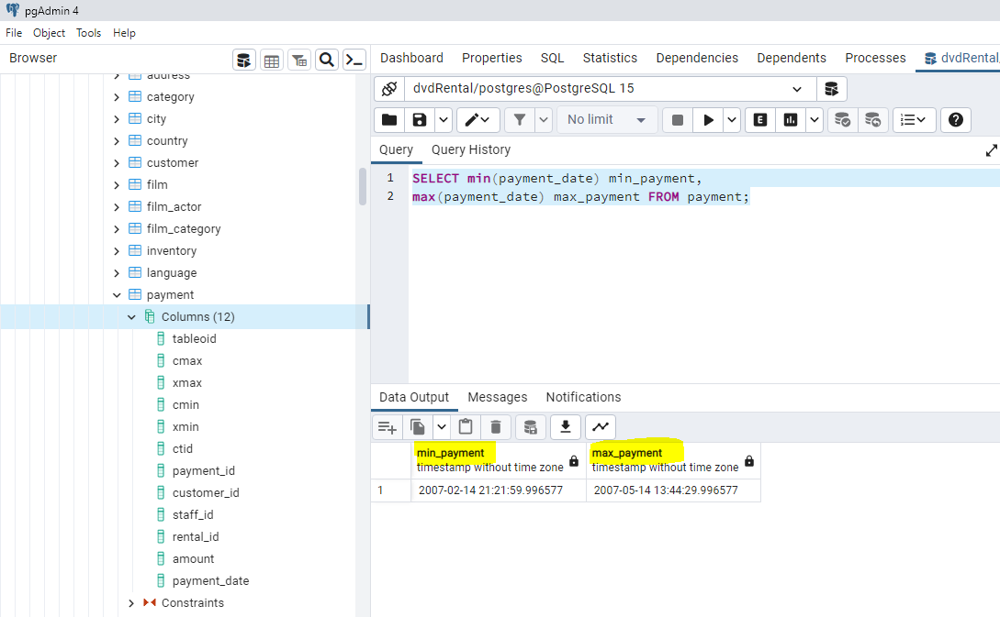 pgAdmin 4
File Object Tools Help
Browser
address
category
city
country
customer
film
film_actor
film_category
inventory
language
payment
Columns (12)
tableoid
cmax
xmax
cmin
xmin
ctid
payment_id
customer_id
staff_id
rental_id
amount
payment_date
Constraints
Dashboard Properties SQL Statistics Dependencies Dependents Processes dvdRental
dvdRental/postgres@PostgreSQL 15
No limit
E
Query Query History
1 SELECT min(payment_date) min_payment,
2 max(payment_date) max_payment FROM payment;
Data Output Messages Notifications
min_payment max_payment
timestamp without time zone timestamp without time zone
1 2007-02-14 21:21:59.996577 2007-05-14 13:44:29.996577